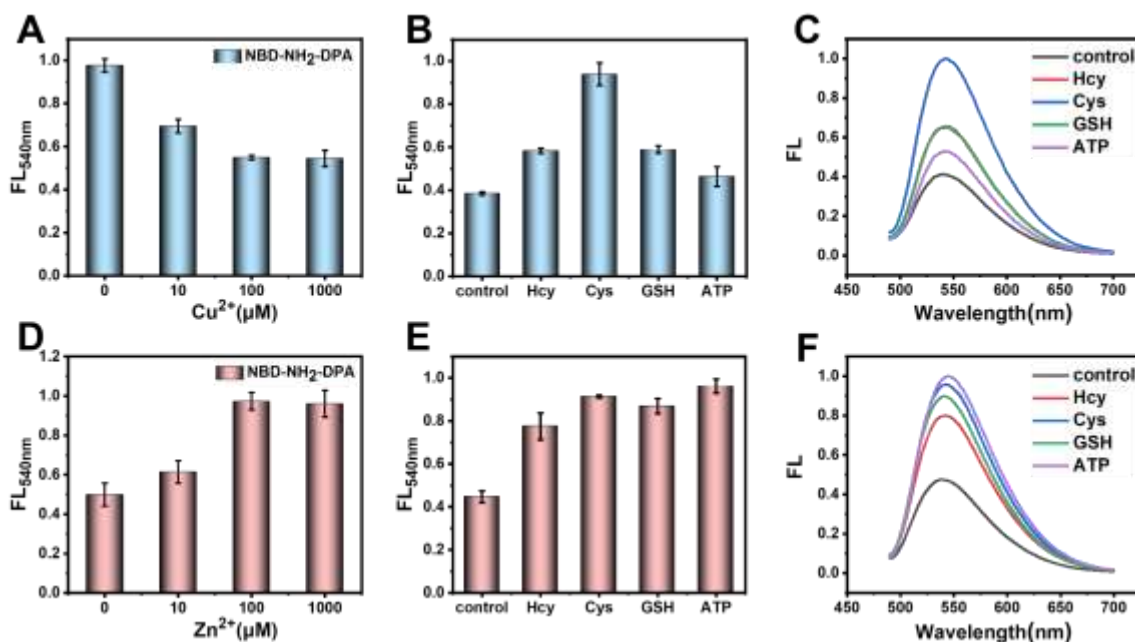 A
NBD-NH2-DPA
FL540nm
1.0
0.8
0.6
0.4
0.2
0.0
0 10 100 1000
Cu2+(μM)
B
FL540nm
1.0
0.8
0.6
0.4
0.2
0.0
control Hcy Cys GSH ATP
C
control
Hcy
Cys
GSH
ATP
FL
1.0
0.8
0.6
0.4
0.2
0.0
450 500 550 600 650 700
Wavelength(nm)
D
NBD-NH2-DPA
FL540nm
1.2
1.0
0.8
0.6
0.4
0.2
0.0
0 10 100 1000
Zn2+(μM)
E
FL540nm
1.0
0.8
0.6
0.4
0.2
0.0
control Hcy Cys GSH ATP
F
control
Hcy
Cys
GSH
ATP
FL
1.0
0.8
0.6
0.4
0.2
0.0
450 500 550 600 650 700
Wavelength(nm)